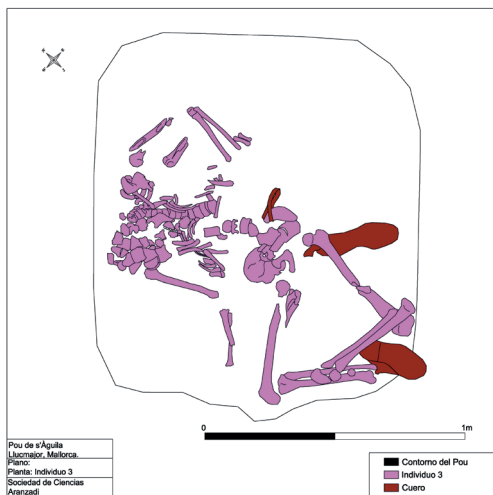 0
1m
Pou de s'Àguila
Llucmajor, Mallorca.
Plano:
Planta: Individuo 3
Sociedad de Ciencias
Aranzadi
Contorno del Pou
Individuo 3
Cuero